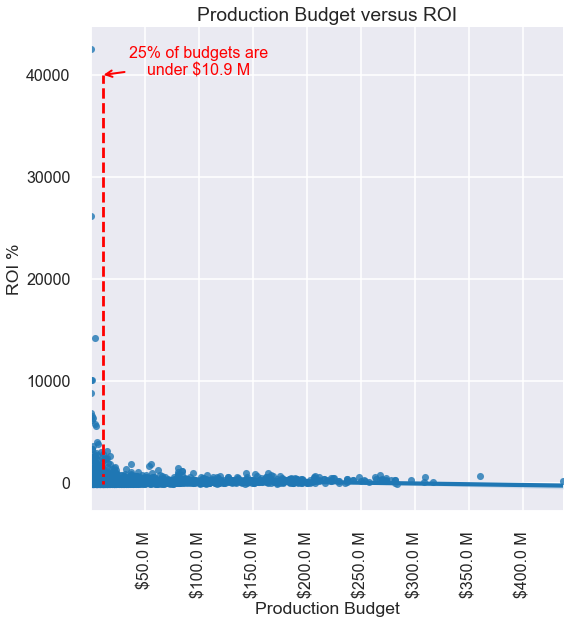 Production Budget versus ROI
25% of budgets are
under $10.9 M
40000
30000
20000
10000
0
ROI %
$50.0 M
$100.0 M
$150.0 M
$200.0 M
$250.0 M
$300.0 M
$350.0 M
$400.0 M
Production Budget